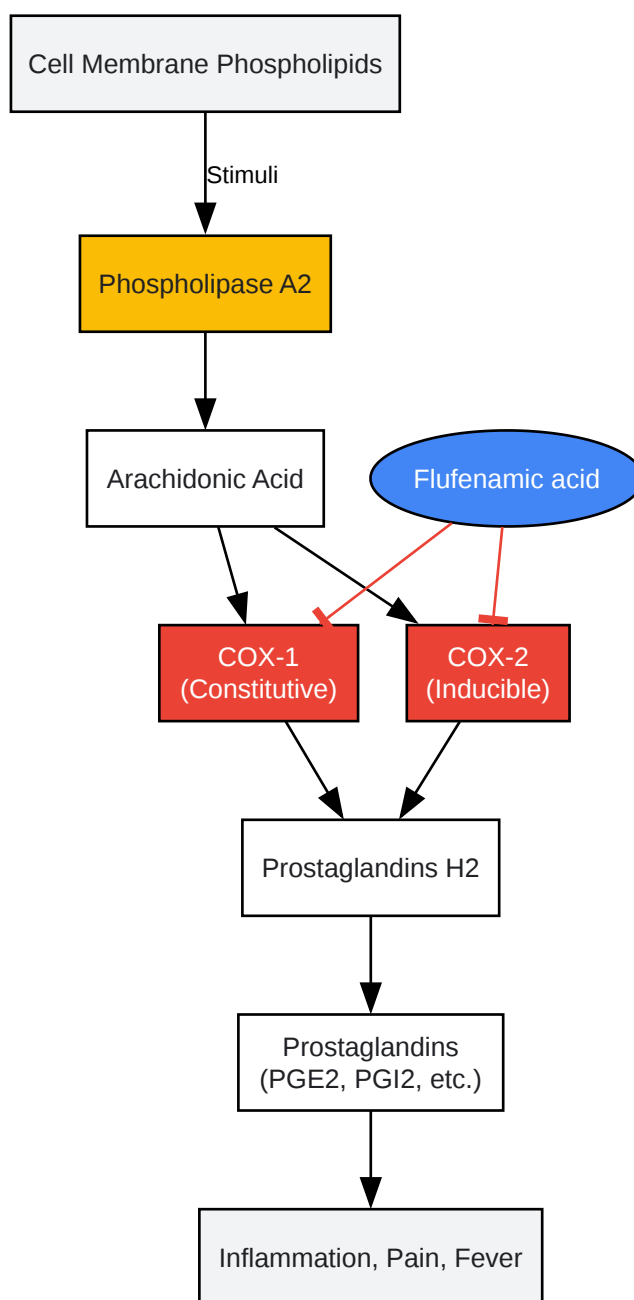 Cell Membrane Phospholipids
Stimuli
Phospholipase A2
Arachidonic Acid
Flufenamic acid
COX-1
(Constitutive)
COX-2
(Inducible)
Prostaglandins H2
Prostaglandins
(PGE2, PGI2, etc.)
Inflammation, Pain, Fever